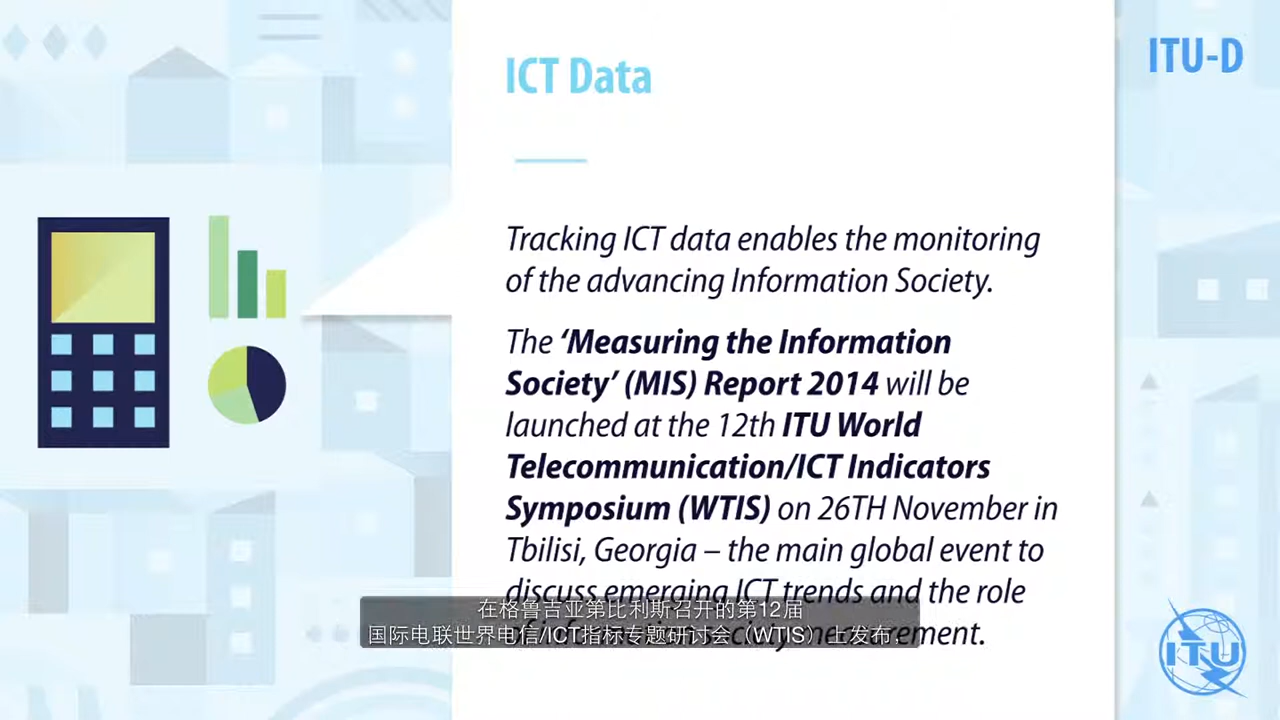 ICT Data
ITU-D
Tracking ICT data enables the monitoring
of the advancing Information Society.
The ‘Measuring the Information
Society’ (MIS) Report 2014 will be
launched at the 12th ITU World
Telecommunication/ICT Indicators
Symposium (WTIS) on 26TH November in
Tbilisi, Georgia – the main global event to
discuss emerging ICT trends and the role
of information society measurement.
在格鲁吉亚第比利斯召开的第12届
国际电联世界电信/ICT指标专题研讨会（WTIS）上发布，
ITU